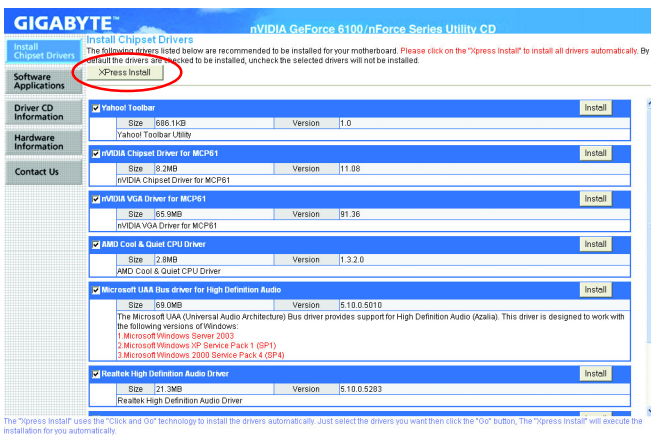 GIGABYTE™
nVIDIA GeForce 6100/nForce Series Utility CD
Install
Chipset Drivers
Software
Applications
Driver CD
Information
Hardware
Information
Contact Us
Install Chipset Drivers
The following drivers listed below are recommended to be installed for your motherboard. Please click on the "Xpress Install" to install all drivers automatically. By
default the drivers are checked to be installed, uncheck the selected drivers will not be installed.
XPress Install
Yahoo! Toolbar Install
Size 686.1KB Version 1.0
Yahoo! Toolbar Utility
nVIDIA Chipset Driver for MCP61 Install
Size 8.2MB Version 11.08
nVIDIA Chipset Driver for MCP61
nVIDIA VGA Driver for MCP61 Install
Size 65.9MB Version 91.36
nVIDIA VGA Driver for MCP61
AMD Cool & Quiet CPU Driver Install
Size 2.8MB Version 1.3.2.0
AMD Cool & Quiet CPU Driver
Microsoft UAA Bus driver for High Definition Audio Install
Size 69.0MB Version 5.10.0.5010
The Microsoft UAA (Universal Audio Architecture) Bus driver provides support for High Definition Audio (Azalia). This driver is designed to work with
the following versions of Windows:
1.Microsoft Windows Server 2003
2.Microsoft Windows XP Service Pack 1 (SP1)
3.Microsoft Windows 2000 Service Pack 4 (SP4)
Realtek High Definition Audio Driver Install
Size 21.3MB Version 5.10.0.5283
Realtek High Definition Audio Driver
The "Xpress Install" uses the "Click and Go" technology to install the drivers automatically. Just select the drivers you want then click the "Go" button, The "Xpress Install" will execute the
installation for you automatically.